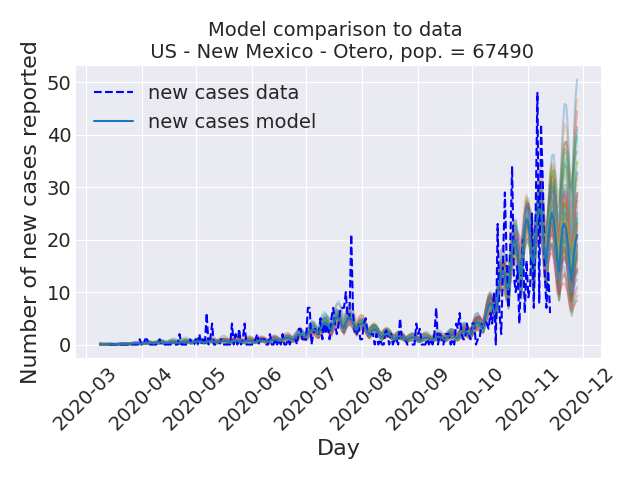 Model comparison to data
US - New Mexico - Otero, pop. = 67490
Number of new cases reported
50
40
30
20
10
0
new cases data
new cases model
2020-03
2020-04
2020-05
2020-06
2020-07
2020-08
2020-09
2020-10
2020-11
2020-12
Day